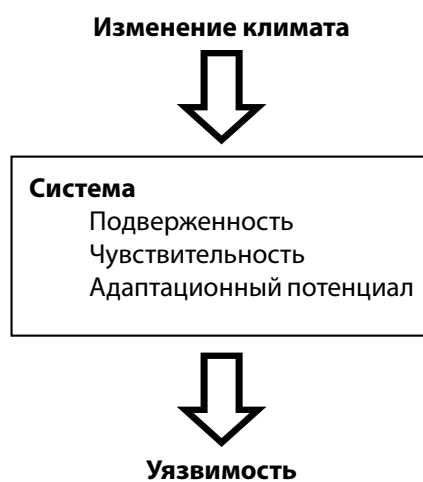 Изменение климата
Система
Подверженность
Чувствительность
Адаптационный потенциал
Уязвимость